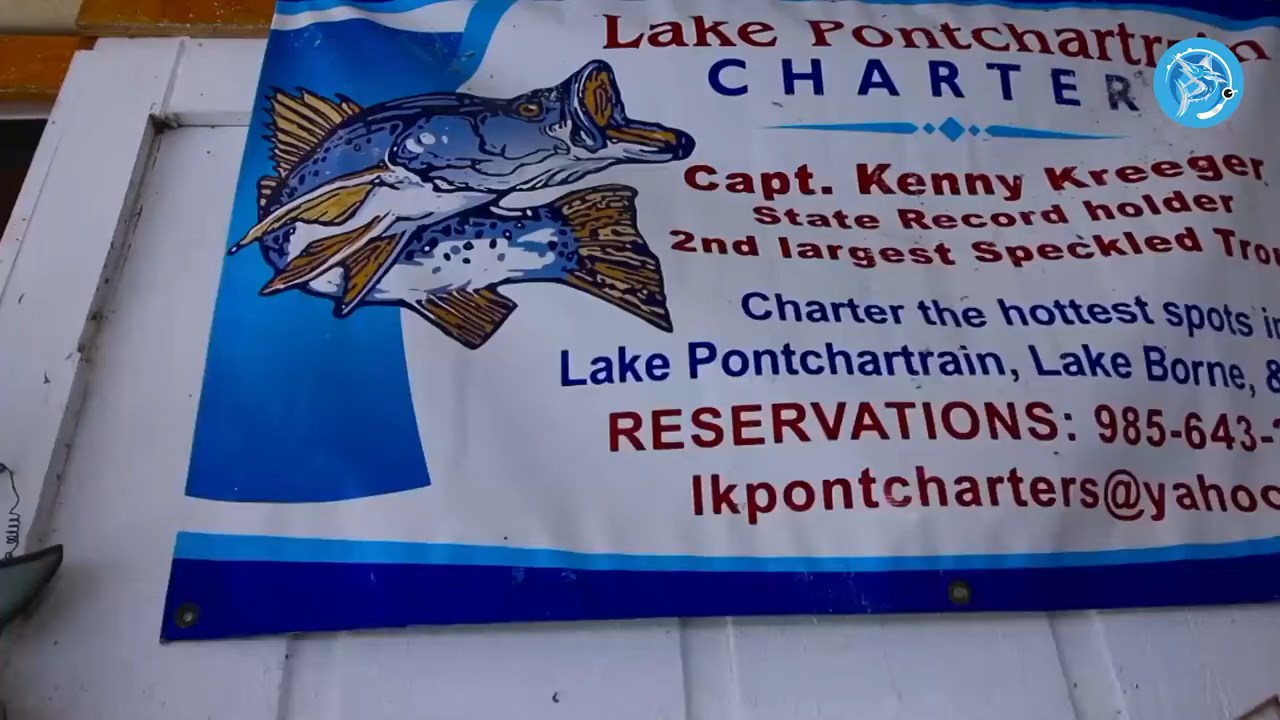 Lake Pontchartrain
CHARTER
Capt. Kenny Kreeger
State Record holder
2nd largest Speckled
Charter the hottest spots
Lake Pontchartrain, Lake Borne, &
RESERVATIONS: 985-643-
lkpontcharters@yahoo